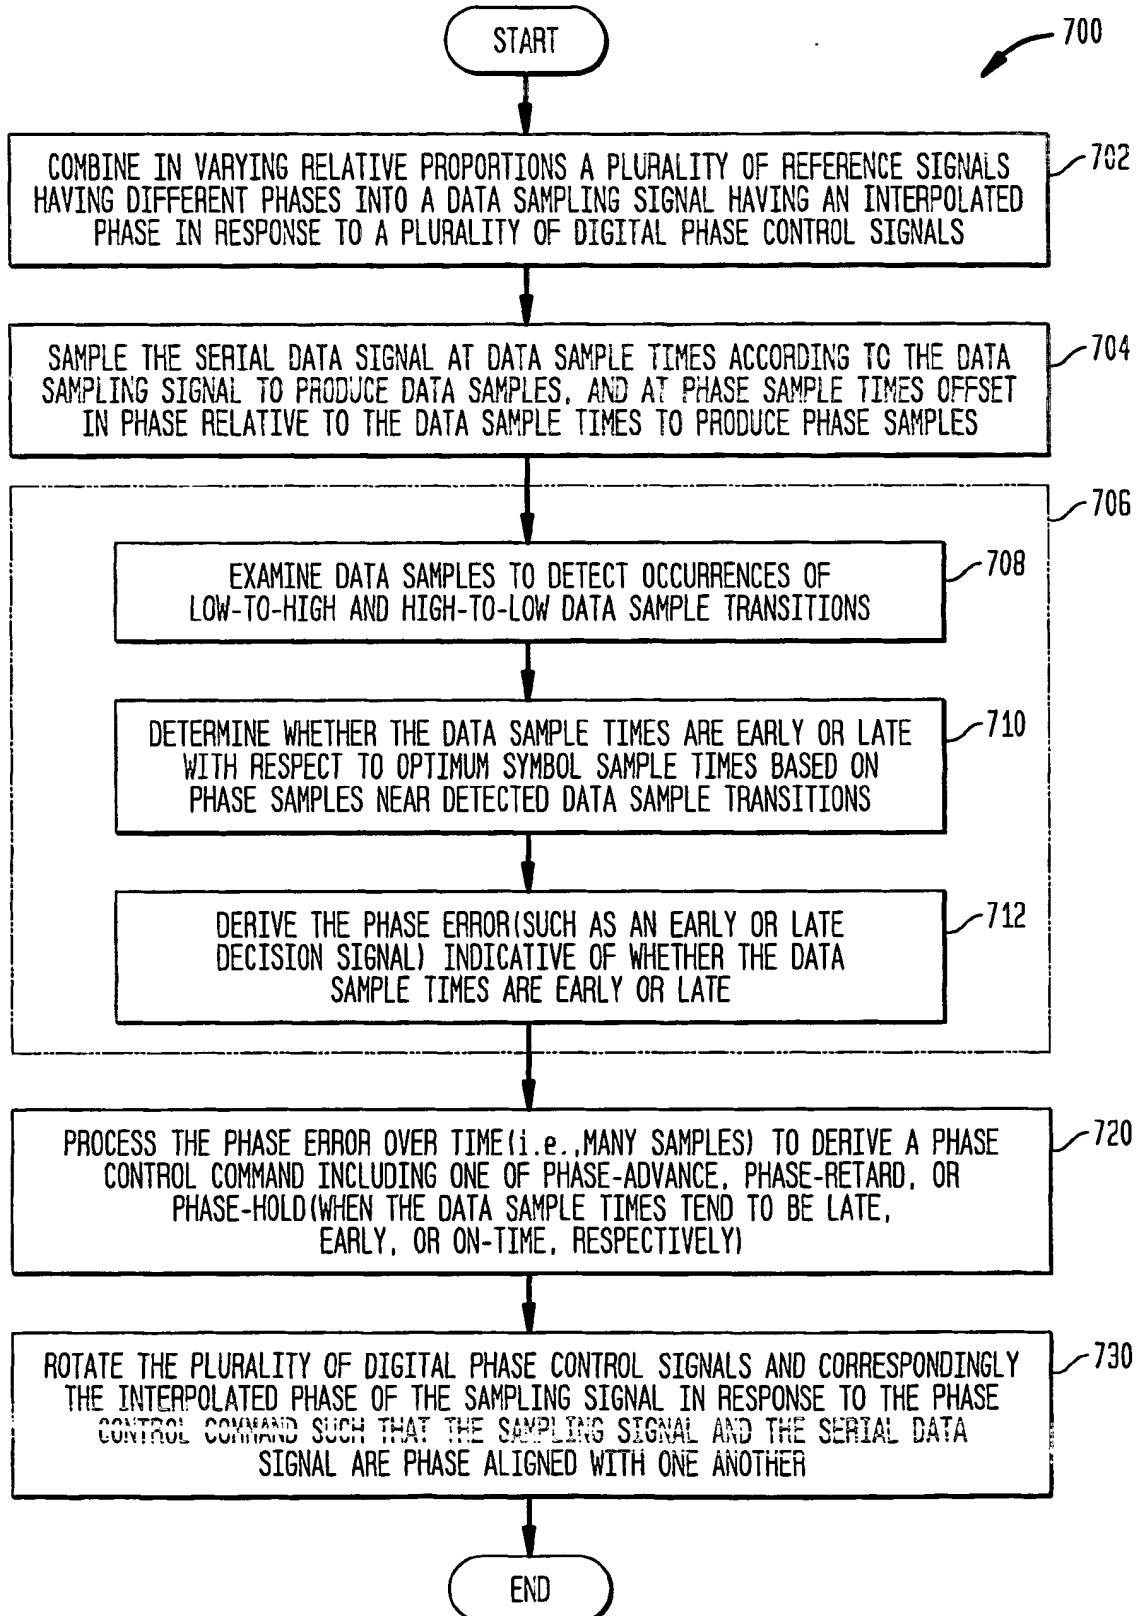 START
700
COMBINE IN VARYING RELATIVE PROPORTIONS A PLURALITY OF REFERENCE SIGNALS
HAVING DIFFERENT PHASES INTO A DATA SAMPLING SIGNAL HAVING AN INTERPOLATED
PHASE IN RESPONSE TO A PLURALITY OF DIGITAL PHASE CONTROL SIGNALS
702
SAMPLE THE SERIAL DATA SIGNAL AT DATA SAMPLE TIMES ACCORDING TO THE DATA
SAMPLING SIGNAL TO PRODUCE DATA SAMPLES, AND AT PHASE SAMPLE TIMES OFFSET
IN PHASE RELATIVE TO THE DATA SAMPLE TIMES TO PRODUCE PHASE SAMPLES
704
706
EXAMINE DATA SAMPLES TO DETECT OCCURRENCES OF
LOW-TO-HIGH AND HIGH-TO-LOW DATA SAMPLE TRANSITIONS
708
DETERMINE WHETHER THE DATA SAMPLE TIMES ARE EARLY OR LATE
WITH RESPECT TO OPTIMUM SYMBOL SAMPLE TIMES BASED ON
PHASE SAMPLES NEAR DETECTED DATA SAMPLE TRANSITIONS
710
DERIVE THE PHASE ERROR(SUCH AS AN EARLY OR LATE
DECISION SIGNAL) INDICATIVE OF WHETHER THE DATA
SAMPLE TIMES ARE EARLY OR LATE
712
PROCESS THE PHASE ERROR OVER TIME(i.e.,MANY SAMPLES) TO DERIVE A PHASE
CONTROL COMMAND INCLUDING ONE OF PHASE-ADVANCE, PHASE-RETARD, OR
PHASE-HOLD(WHEN THE DATA SAMPLE TIMES TEND TO BE LATE,
EARLY, OR ON-TIME, RESPECTIVELY)
720
ROTATE THE PLURALITY OF DIGITAL PHASE CONTROL SIGNALS AND CORRESPONDINGLY
THE INTERPOLATED PHASE OF THE SAMPLING SIGNAL IN RESPONSE TO THE PHASE
CONTROL COMMAND SUCH THAT THE SAMPLING SIGNAL AND THE SERIAL DATA
SIGNAL ARE PHASE ALIGNED WITH ONE ANOTHER
730
END